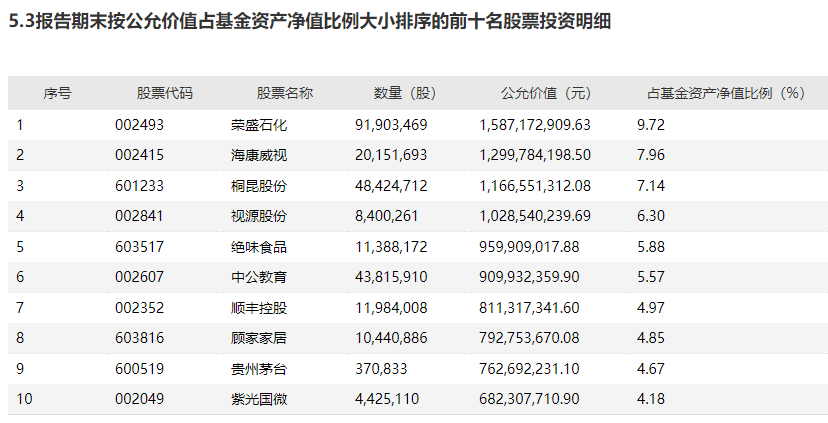 5.3报告期末按公允价值占基金资产净值比例大小排序的前十名股票投资明细
序号 股票代码 股票名称 数量（股） 公允价值（元） 占基金资产净值比例（%）
1 002493 荣盛石化 91,903,469 1,587,172,909.63 9.72
2 002415 海康威视 20,151,693 1,299,784,198.50 7.96
3 601233 桐昆股份 48,424,712 1,166,551,312.08 7.14
4 002841 视源股份 8,400,261 1,028,540,239.69 6.30
5 603517 绝味食品 11,388,172 959,909,017.88 5.88
6 002607 中公教育 43,815,910 909,932,359.90 5.57
7 002352 顺丰控股 11,984,008 811,317,341.60 4.97
8 603816 顾家家居 10,440,886 792,753,670.08 4.85
9 600519 贵州茅台 370,833 762,692,231.10 4.67
10 002049 紫光国微 4,425,110 682,307,710.90 4.18